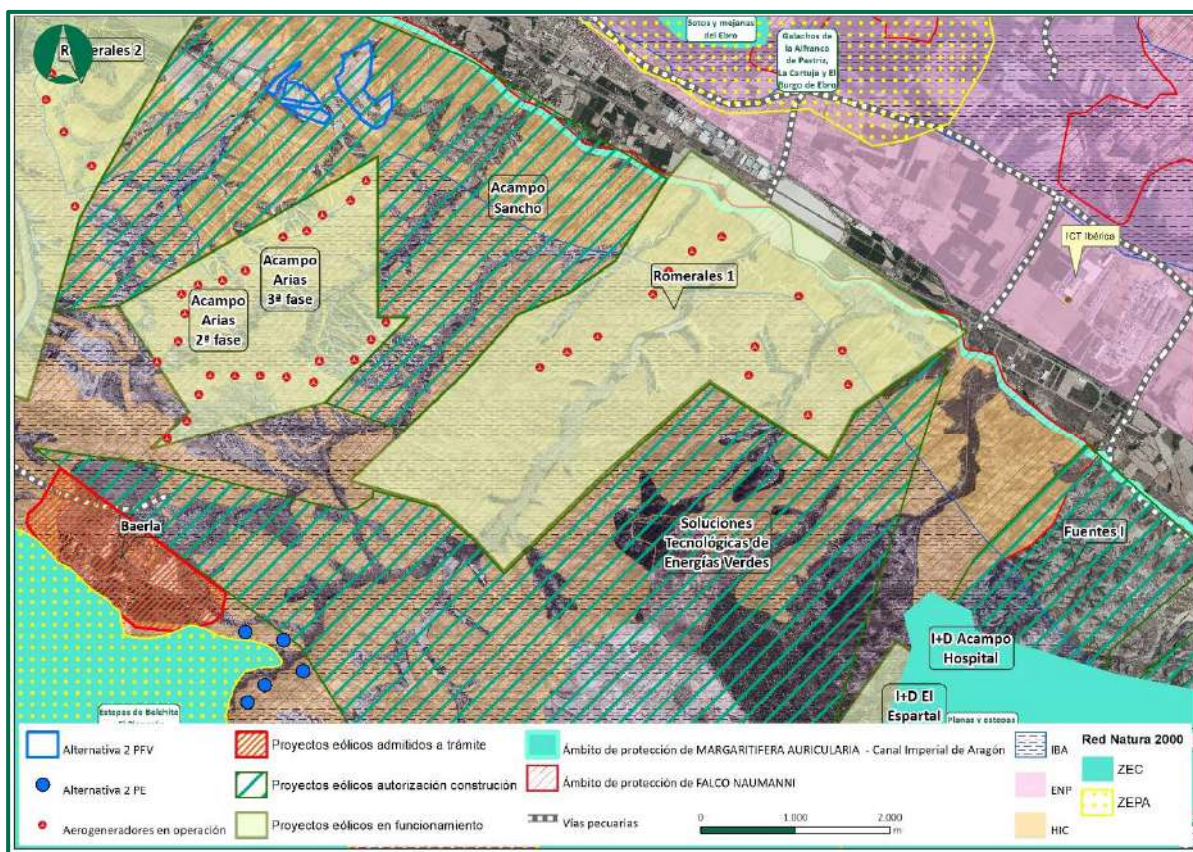 Romerales 2
Sotos y mejanas
del Ebro
Galachos de
la Alfranca
de Pastriz,
La Cartuja y El
Burgo de Ebro
ICT Ibérica
Acampo
Sancho
Acampo
Arias
3ª fase
Acampo
Arias
2ª fase
Romerales 1
Baerla
Soluciones
Tecnológicas de
Energías Verdes
Fuentes I
I+D Acampo
Hospital
I+D El
Espartal
Planas y estepas
Estepas de Belchite
Alternativa 2 PFV
Alternativa 2 PE
Aerogeneradores en operación
Proyectos eólicos admitidos a trámite
Proyectos eólicos autorización construción
Proyectos eólicos en funcionamiento
Ámbito de protección de MARGARITIFERA AURICULARIA - Canal Imperial de Aragón
Ámbito de protección de FALCO NAUMANNI
Vías pecuarias
0 1.000 2.000
m
IBA
ENP
HIC
Red Natura 2000
ZEC
ZEPA